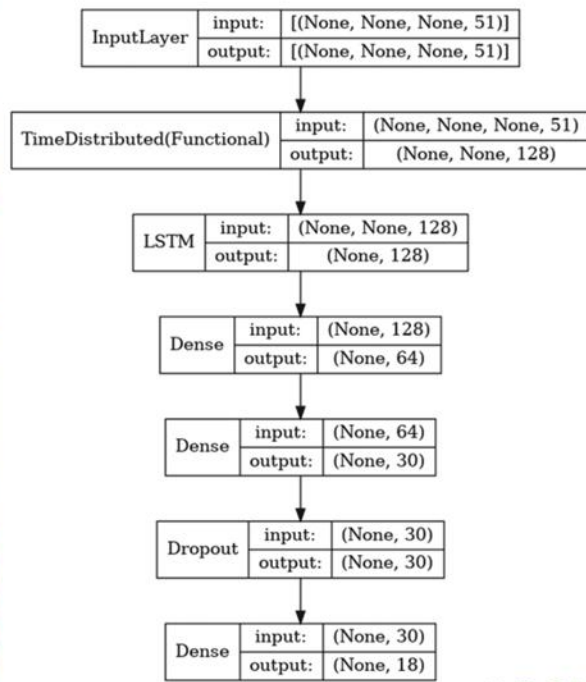 InputLayer
input: [(None, None, None, 51)]
output: [(None, None, None, 51)]
TimeDistributed(Functional)
input: (None, None, None, 51)
output: (None, None, 128)
LSTM
input: (None, None, 128)
output: (None, 128)
Dense
input: (None, 128)
output: (None, 64)
Dense
input: (None, 64)
output: (None, 30)
Dropout
input: (None, 30)
output: (None, 30)
Dense
input: (None, 30)
output: (None, 18)